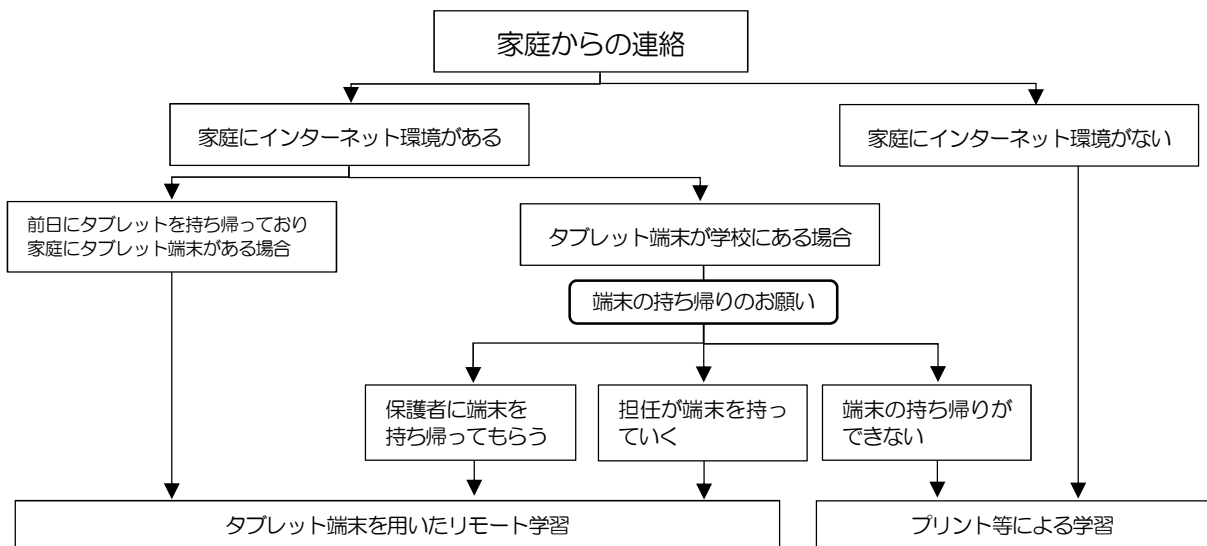 家庭からの連絡
家庭にインターネット環境がある
家庭にインターネット環境がない
前日にタブレットを持ち帰っており
家庭にタブレット端末がある場合
タブレット端末が学校にある場合
端末の持ち帰りのお願い
保護者に端末を
持ち帰ってもらう
担任が端末を持っ
ていく
端末の持ち帰りが
できない
タブレット端末を用いたリモート学習
プリント等による学習